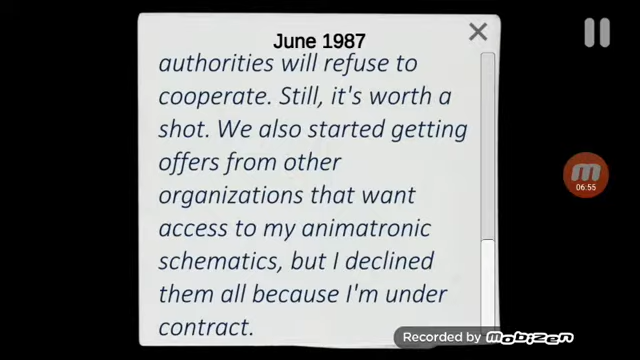 June 1987
authorities will refuse to
cooperate. Still, it's worth a
shot. We also started getting
offers from other
organizations that want
access to my animatronic
schematics, but I declined
them all because I'm under
contract.
06:55
Recorded by mobizen